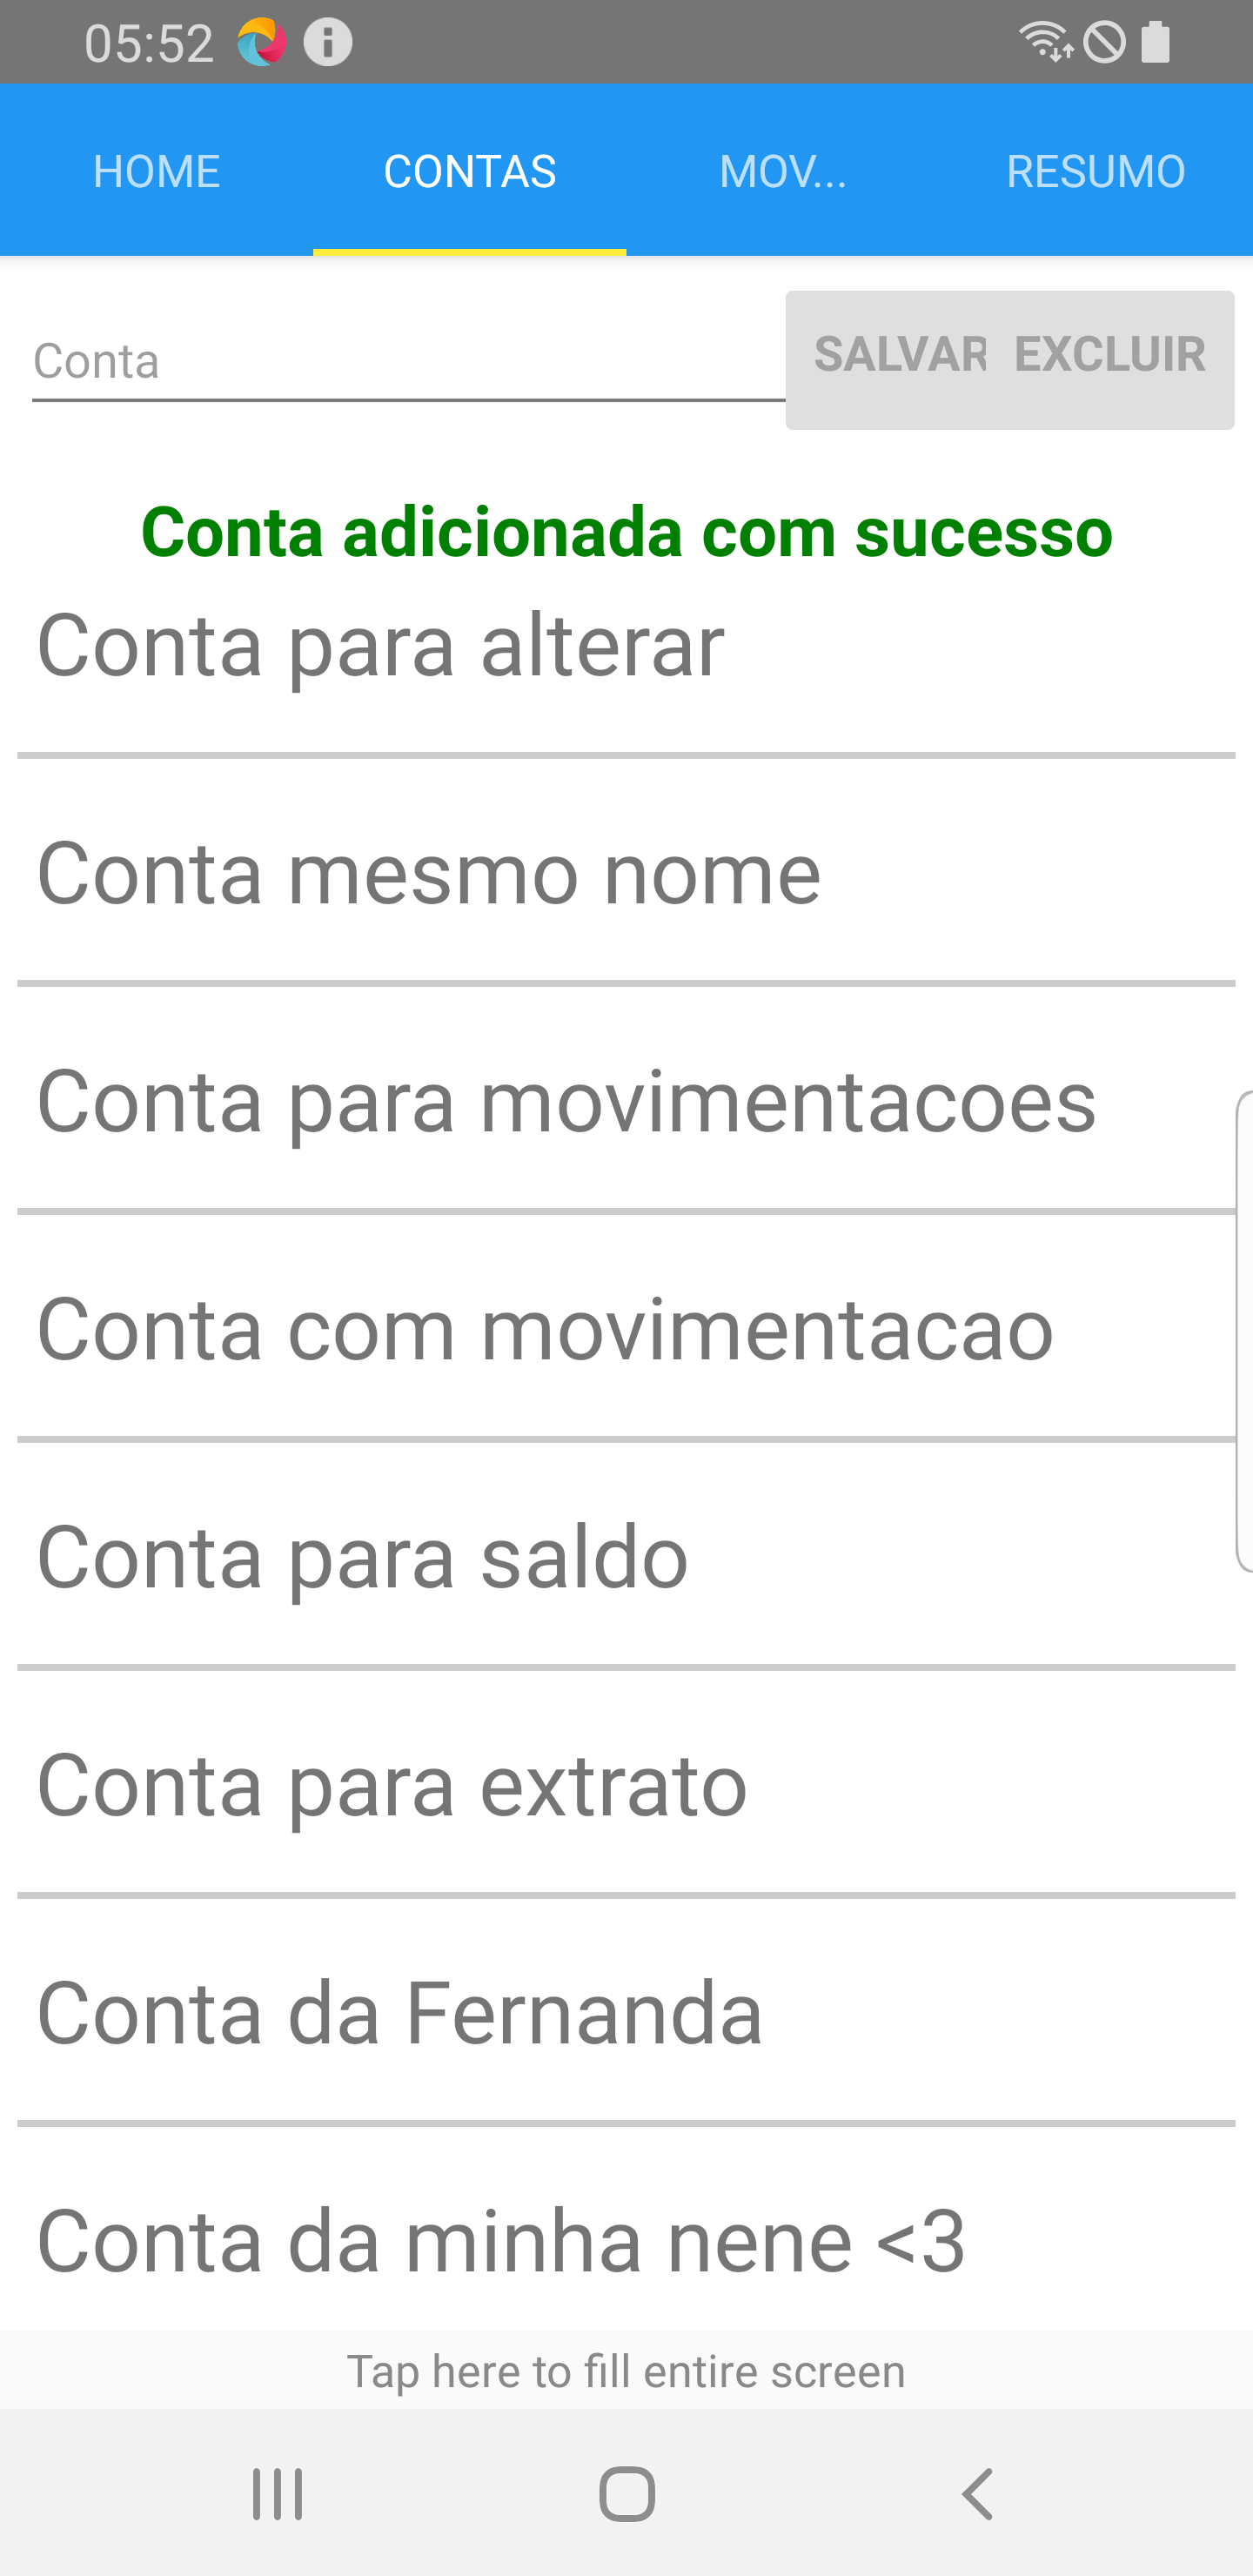 05:52
HOME CONTAS MOV... RESUMO
Conta SALVAR EXCLUIR
Conta adicionada com sucesso
Conta para alterar
Conta mesmo nome
Conta para movimentacoes
Conta com movimentacao
Conta para saldo
Conta para extrato
Conta da Fernanda
Conta da minha nene <3
Tap here to fill entire screen